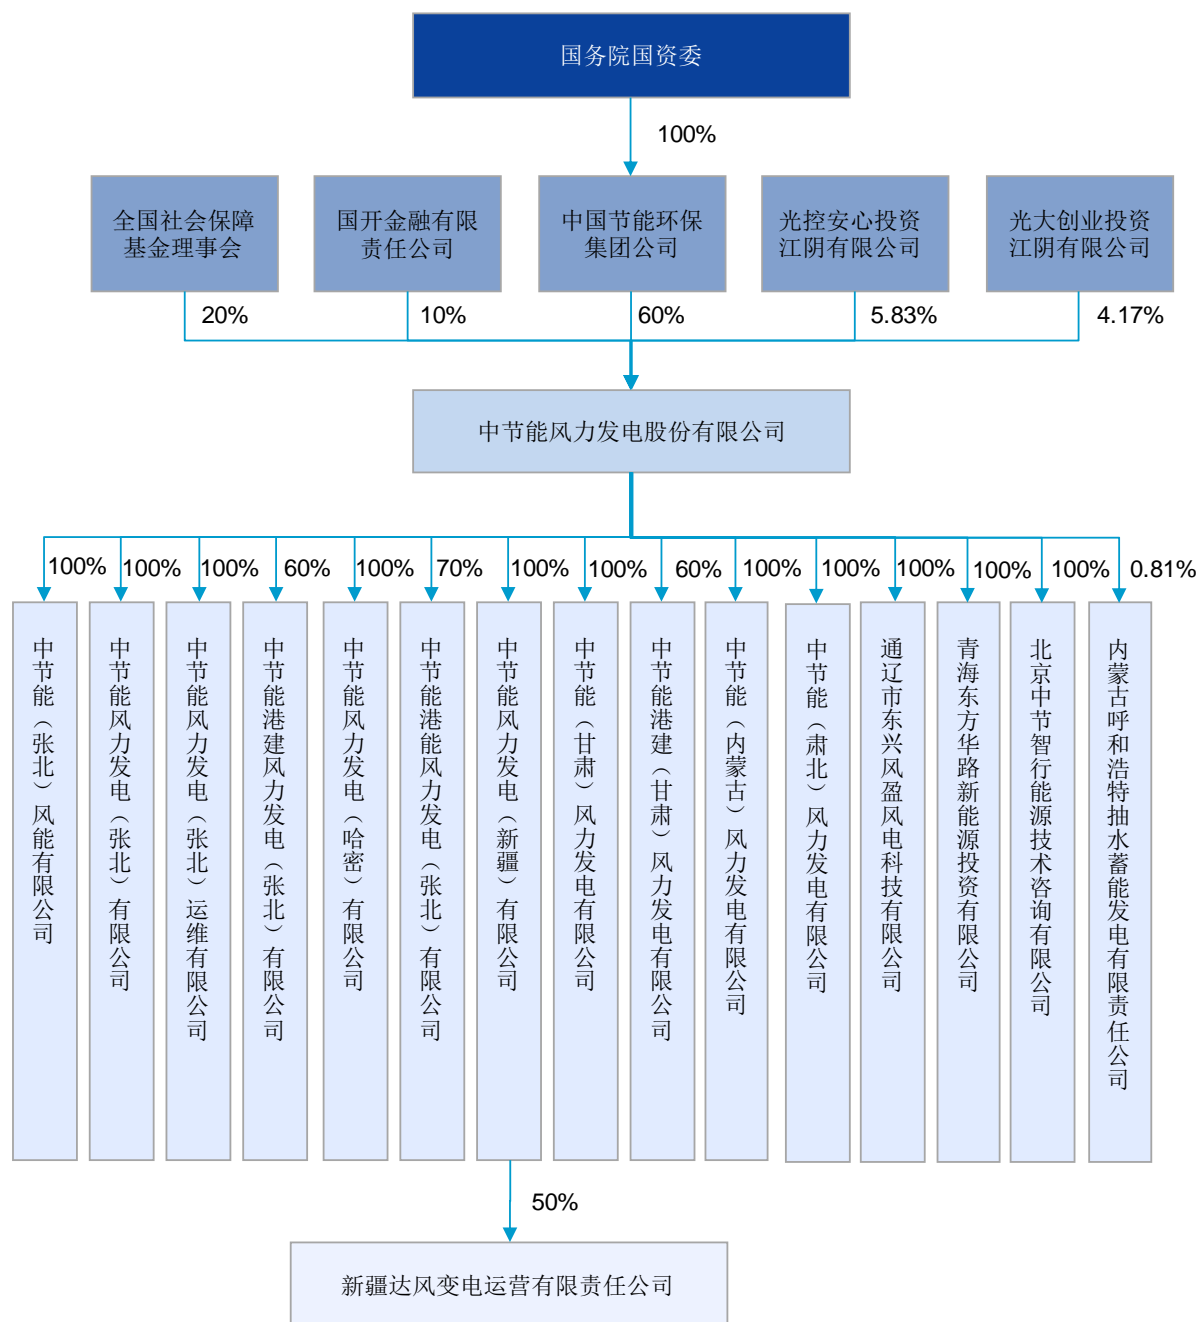 国务院国资委
100%
全国社会保障
基金理事会
国开金融有限
责任公司
中国节能环保
集团公司
光控安心投资
江阴有限公司
光大创业投资
江阴有限公司
20%
10%
60%
5.83%
4.17%
中节能风力发电股份有限公司
100%
100%
100%
60%
100%
70%
100%
100%
60%
100%
100%
100%
100%
100%
0.81%
中节能（张北）风能有限公司
中节能风力发电（张北）有限公司
中节能风力发电（张北）运维有限公司
中节能港建风力发电（张北）有限公司
中节能风力发电（哈密）有限公司
中节能港能风力发电（张北）有限公司
中节能风力发电（新疆）有限公司
中节能（甘肃）风力发电有限公司
中节能港建（甘肃）风力发电有限公司
中节能（内蒙古）风力发电有限公司
中节能（肃北）风力发电有限公司
通辽市东兴风盈风电科技有限公司
青海东方华路新能源投资有限公司
北京中节智行能源技术咨询有限公司
内蒙古呼和浩特抽水蓄能发电有限责任公司
50%
新疆达风变电运营有限责任公司